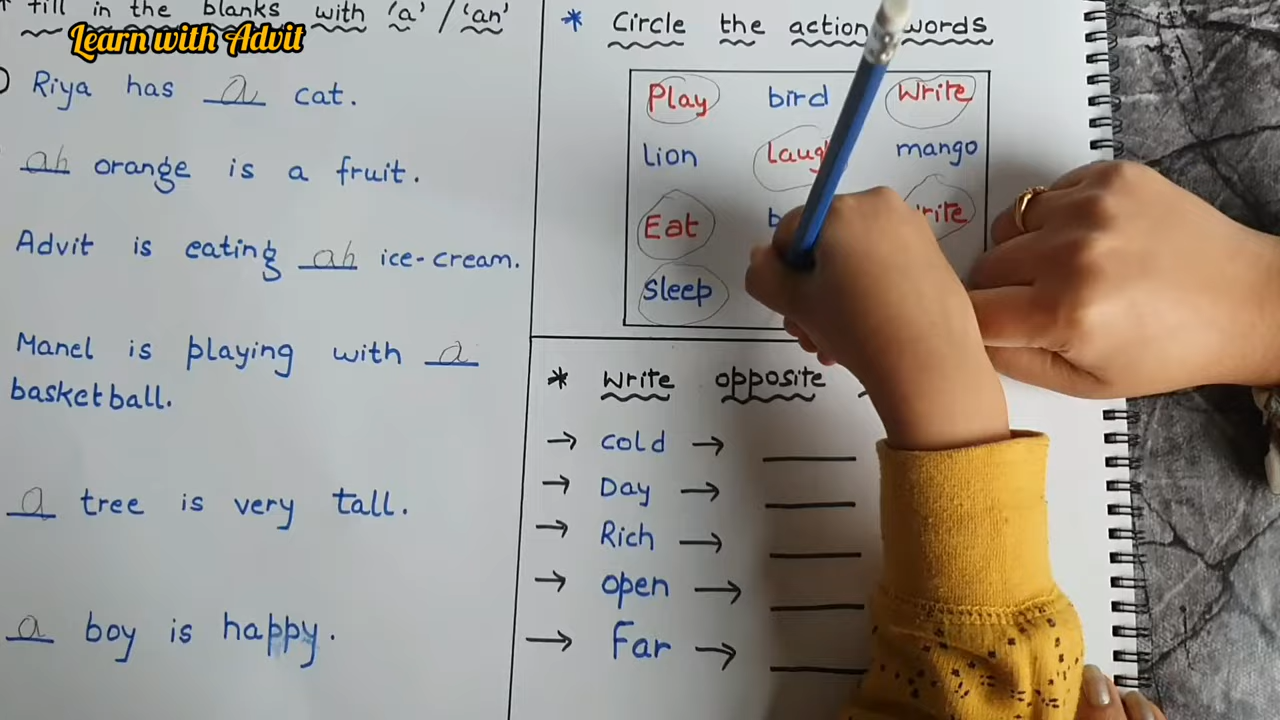 fill in the blanks with 'a' / 'an'
Learn with Advit
Riya has a cat.
an orange is a fruit.
Advit is eating an ice-cream.
Manel is playing with a
basketball.
a tree is very tall.
a boy is happy.
* Circle the action words
Play bird Write
Lion mango
Eat
Sleep
* Write opposite
→ cold →
→ Day →
→ Rich →
→ open →
→ Far →